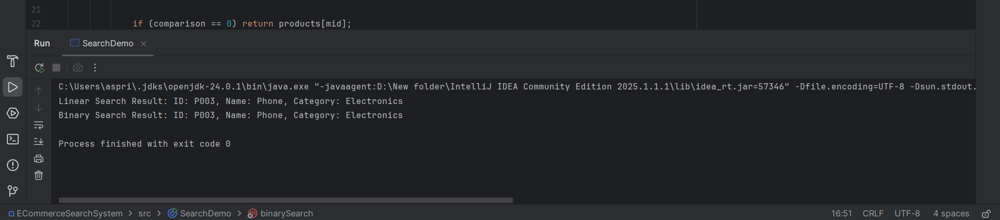 21
22 if (comparison == 0) return products[mid];
Run SearchDemo
C:\Users\aspri\.jdks\openjdk-24.0.1\bin\java.exe "-javaagent:D:\New folder\IntelliJ IDEA Community Edition 2025.1.1.1\lib\idea_rt.jar=57346" -Dfile.encoding=UTF-8 -Dsun.stdout.
Linear Search Result: ID: P003, Name: Phone, Category: Electronics
Binary Search Result: ID: P003, Name: Phone, Category: Electronics
Process finished with exit code 0
ECommerceSearchSystem > src > SearchDemo > binarySearch 16:51 CRLF UTF-8 4 spaces